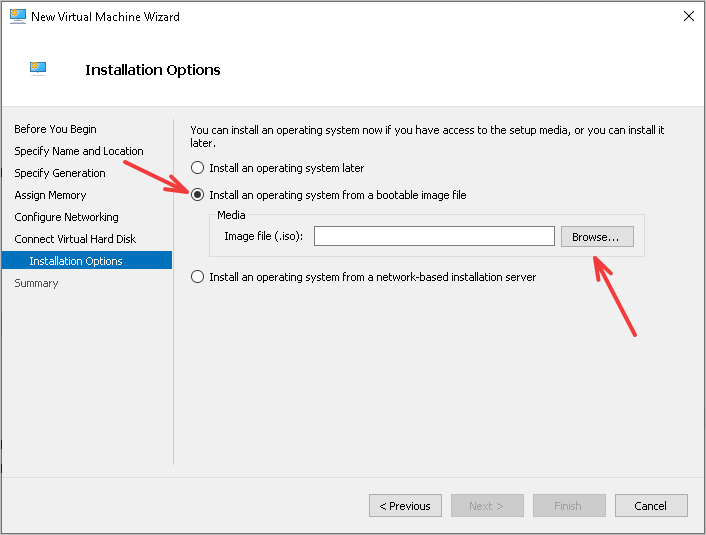 New Virtual Machine Wizard
Installation Options
Before You Begin
Specify Name and Location
Specify Generation
Assign Memory
Configure Networking
Connect Virtual Hard Disk
Installation Options
Summary
You can install an operating system now if you have access to the setup media, or you can install it
later.
Install an operating system later
Install an operating system from a bootable image file
Media
Image file (.iso):
Browse...
Install an operating system from a network-based installation server
< Previous
Next >
Finish
Cancel